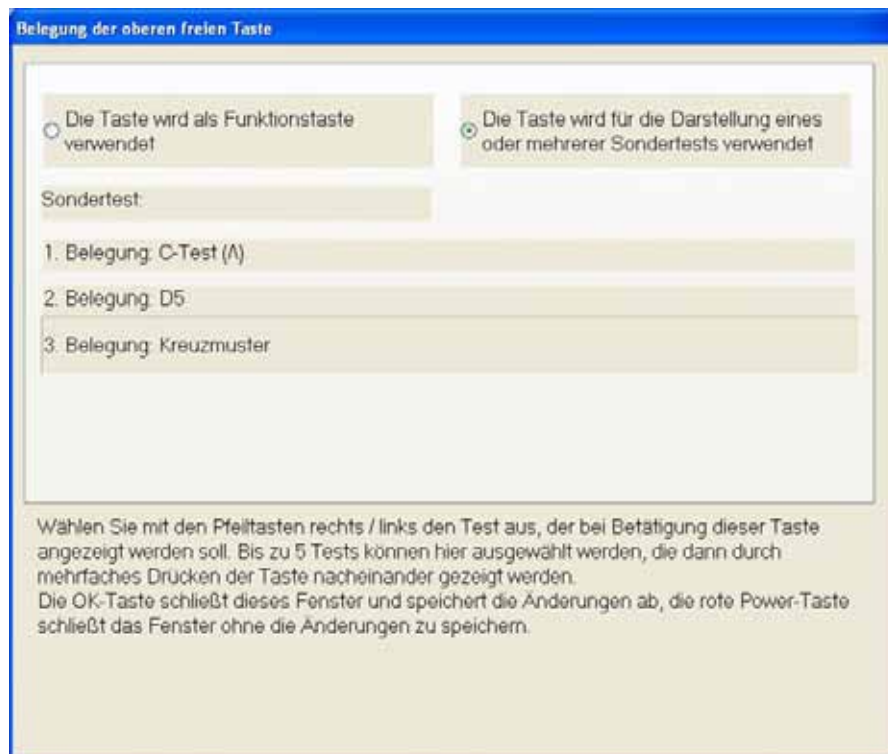 Belegung der oberen freien Taste
Die Taste wird als Funktionstaste
verwendet
Die Taste wird für die Darstellung eines
oder mehrerer Sondertests verwendet
Sondertest:
1. Belegung: C-Test (Λ)
2. Belegung: D5
3. Belegung: Kreuzmuster
Wählen Sie mit den Pfeiltasten rechts / links den Test aus, der bei Betätigung dieser Taste
angezeigt werden soll. Bis zu 5 Tests können hier ausgewählt werden, die dann durch
mehrfaches Drücken der Taste nacheinander gezeigt werden.
Die OK-Taste schließt dieses Fenster und speichert die Änderungen ab, die rote Power-Taste
schließt das Fenster ohne die Änderungen zu speichern.